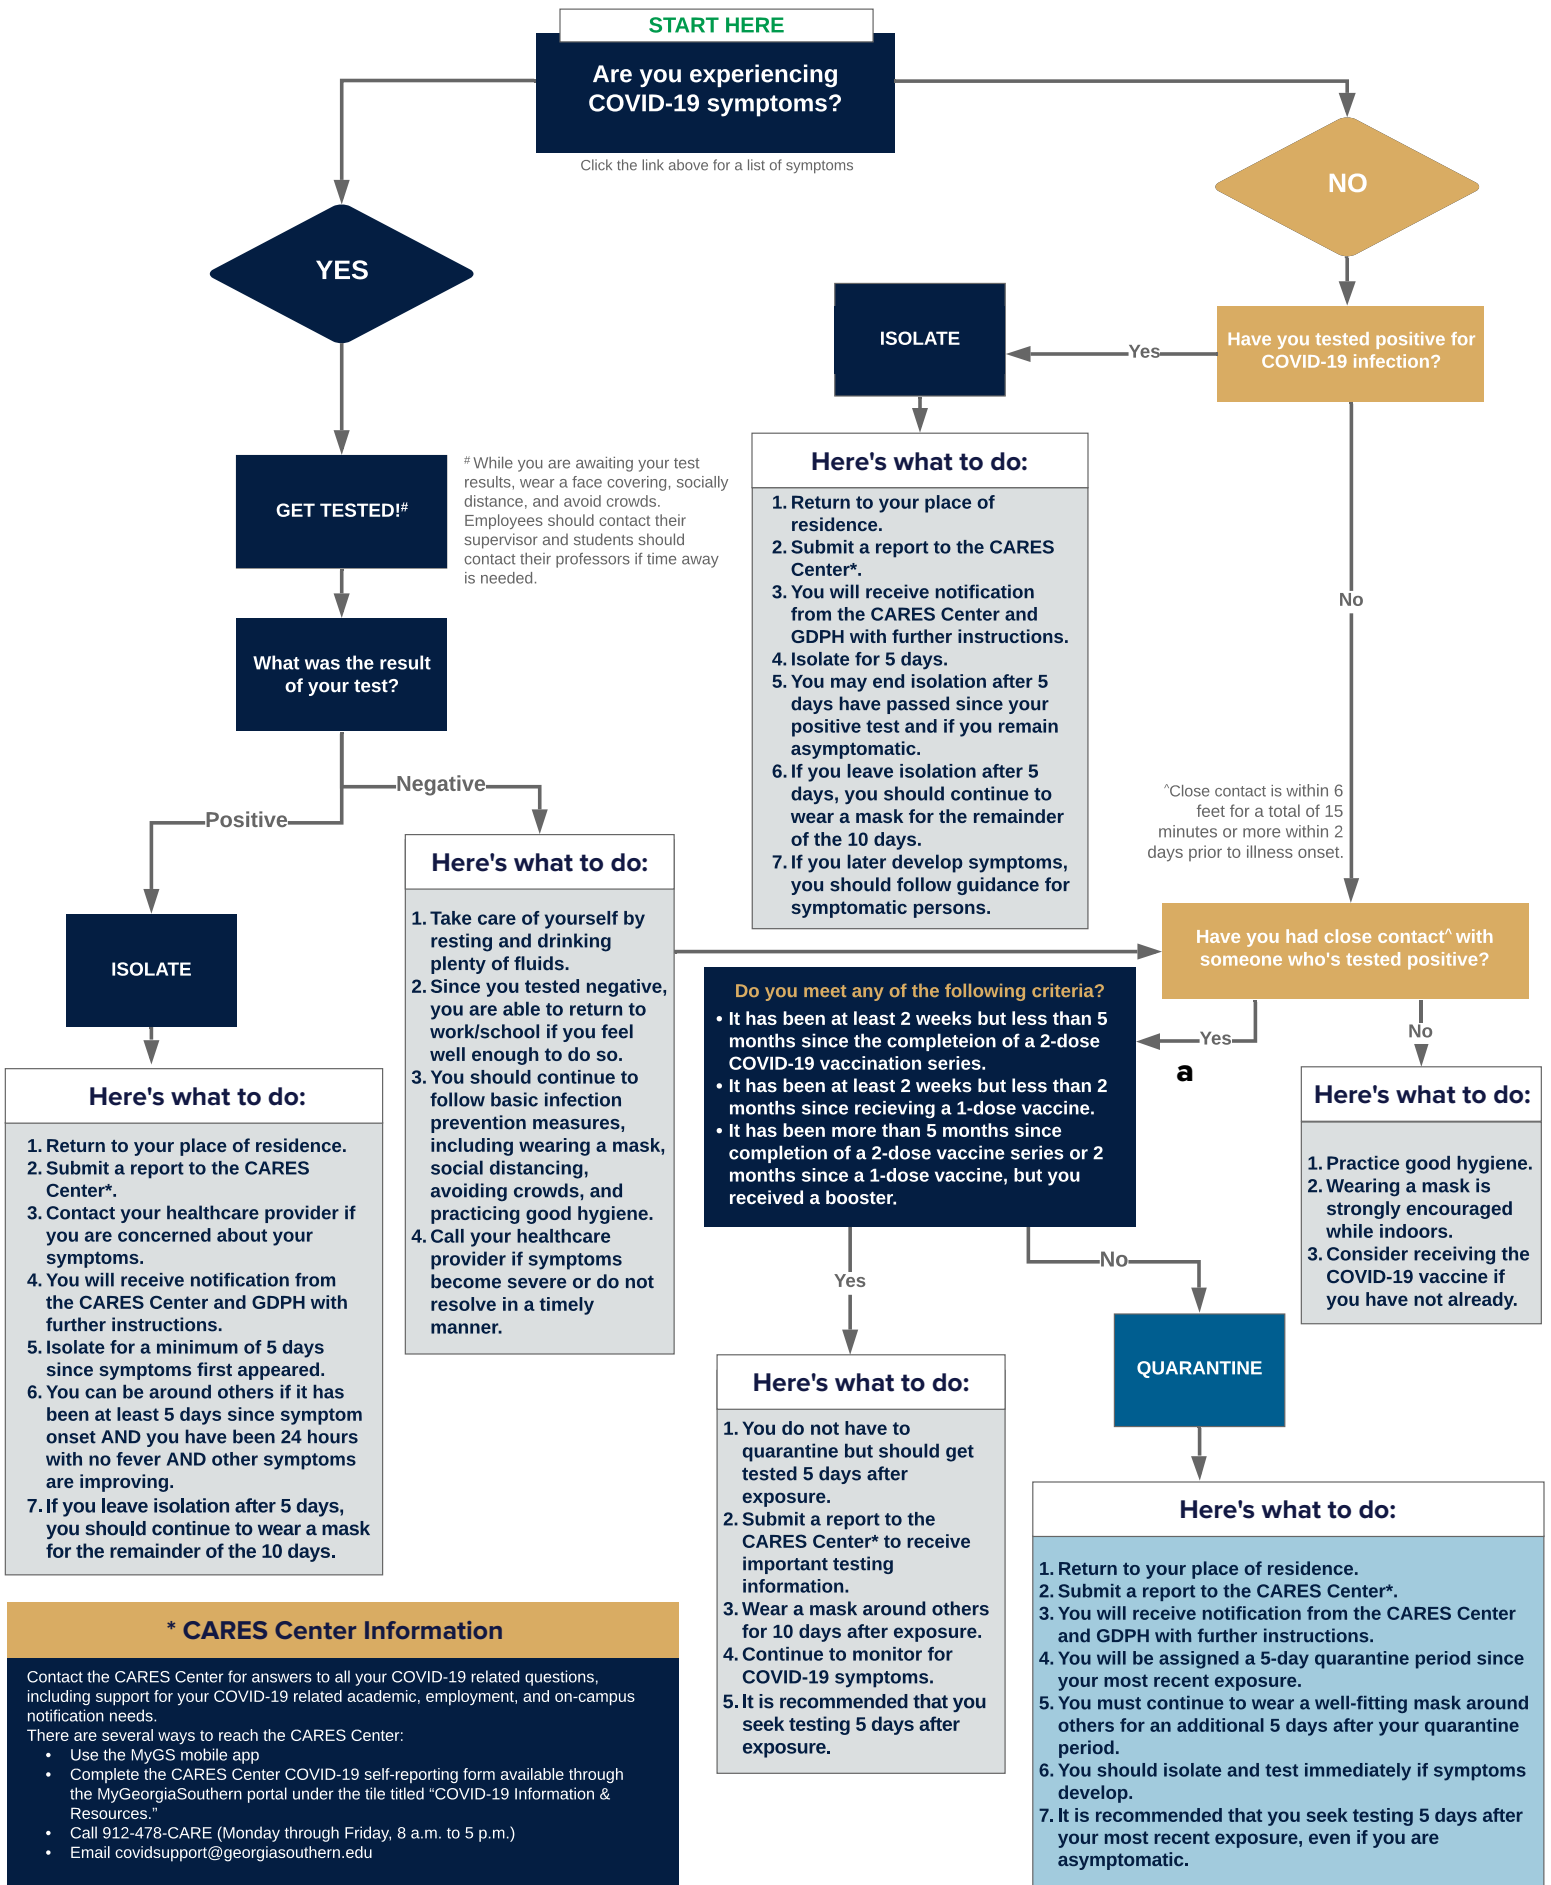 START HERE
Are you experiencing
COVID-19 symptoms?
Click the link above for a list of symptoms
YES
NO
GET TESTED!#
# While you are awaiting your test
results, wear a face covering, socially
distance, and avoid crowds.
Employees should contact their
supervisor and students should
contact their professors if time away
is needed.
What was the result
of your test?
Positive
Negative
ISOLATE
Here's what to do:
1. Return to your place of residence.
2. Submit a report to the CARES
Center*.
3. Contact your healthcare provider if
you are concerned about your
symptoms.
4. You will receive notification from
the CARES Center and GDPH with
further instructions.
5. Isolate for a minimum of 5 days
since symptoms first appeared.
6. You can be around others if it has
been at least 5 days since symptom
onset AND you have been 24 hours
with no fever AND other symptoms
are improving.
7. If you leave isolation after 5 days,
you should continue to wear a mask
for the remainder of the 10 days.
Here's what to do:
1. Take care of yourself by
resting and drinking
plenty of fluids.
2. Since you tested negative,
you are able to return to
work/school if you feel
well enough to do so.
3. You should continue to
follow basic infection
prevention measures,
including wearing a mask,
social distancing,
avoiding crowds, and
practicing good hygiene.
4. Call your healthcare
provider if symptoms
become severe or do not
resolve in a timely
manner.
Have you tested positive for
COVID-19 infection?
Yes
ISOLATE
Here's what to do:
1. Return to your place of
residence.
2. Submit a report to the CARES
Center*.
3. You will receive notification
from the CARES Center and
GDPH with further instructions.
4. Isolate for 5 days.
5. You may end isolation after 5
days have passed since your
positive test and if you remain
asymptomatic.
6. If you leave isolation after 5
days, you should continue to
wear a mask for the remainder
of the 10 days.
7. If you later develop symptoms,
you should follow guidance for
symptomatic persons.
No
^Close contact is within 6
feet for a total of 15
minutes or more within 2
days prior to illness onset.
Have you had close contact^ with
someone who's tested positive?
Yes
a
No
Here's what to do:
1. Practice good hygiene.
2. Wearing a mask is
strongly encouraged
while indoors.
3. Consider receiving the
COVID-19 vaccine if
you have not already.
Do you meet any of the following criteria?
• It has been at least 2 weeks but less than 5
months since the completeion of a 2-dose
COVID-19 vaccination series.
• It has been at least 2 weeks but less than 2
months since recieving a 1-dose vaccine.
• It has been more than 5 months since
completion of a 2-dose vaccine series or 2
months since a 1-dose vaccine, but you
received a booster.
Yes
No
Here's what to do:
1. You do not have to
quarantine but should get
tested 5 days after
exposure.
2. Submit a report to the
CARES Center* to receive
important testing
information.
3. Wear a mask around others
for 10 days after exposure.
4. Continue to monitor for
COVID-19 symptoms.
5. It is recommended that you
seek testing 5 days after
exposure.
QUARANTINE
Here's what to do:
1. Return to your place of residence.
2. Submit a report to the CARES Center*.
3. You will receive notification from the CARES Center
and GDPH with further instructions.
4. You will be assigned a 5-day quarantine period since
your most recent exposure.
5. You must continue to wear a well-fitting mask around
others for an additional 5 days after your quarantine
period.
6. You should isolate and test immediately if symptoms
develop.
7. It is recommended that you seek testing 5 days after
your most recent exposure, even if you are
asymptomatic.
* CARES Center Information
Contact the CARES Center for answers to all your COVID-19 related questions,
including support for your COVID-19 related academic, employment, and on-campus
notification needs.
There are several ways to reach the CARES Center:
• Use the MyGS mobile app
• Complete the CARES Center COVID-19 self-reporting form available through
the MyGeorgiaSouthern portal under the tile titled “COVID-19 Information &
Resources.”
• Call 912-478-CARE (Monday through Friday, 8 a.m. to 5 p.m.)
• Email covidsupport@georgiasouthern.edu